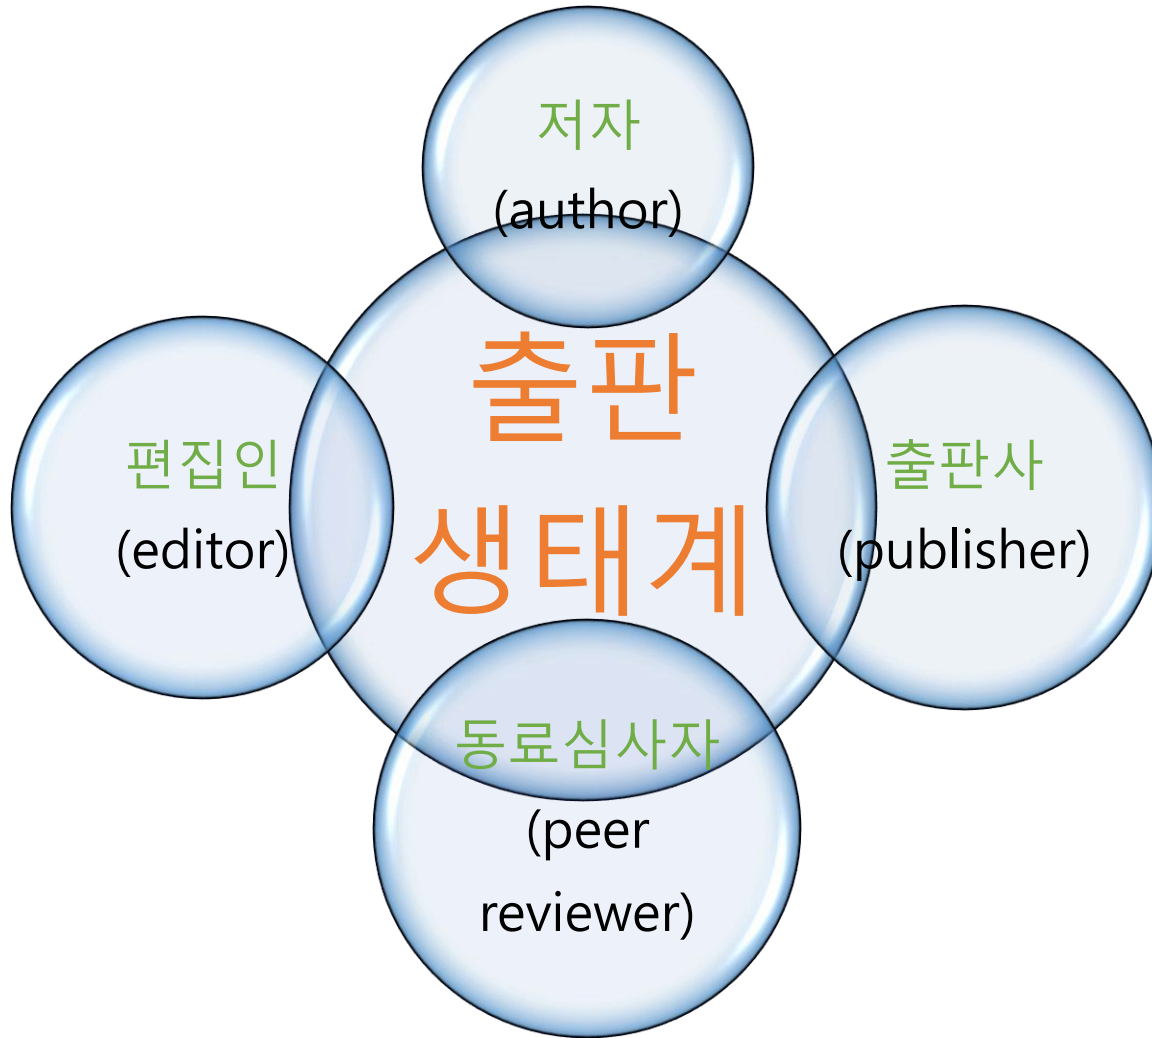 저자
(author)
출판
생태계
편집인
(editor)
출판사
(publisher)
동료심사자
(peer
reviewer)